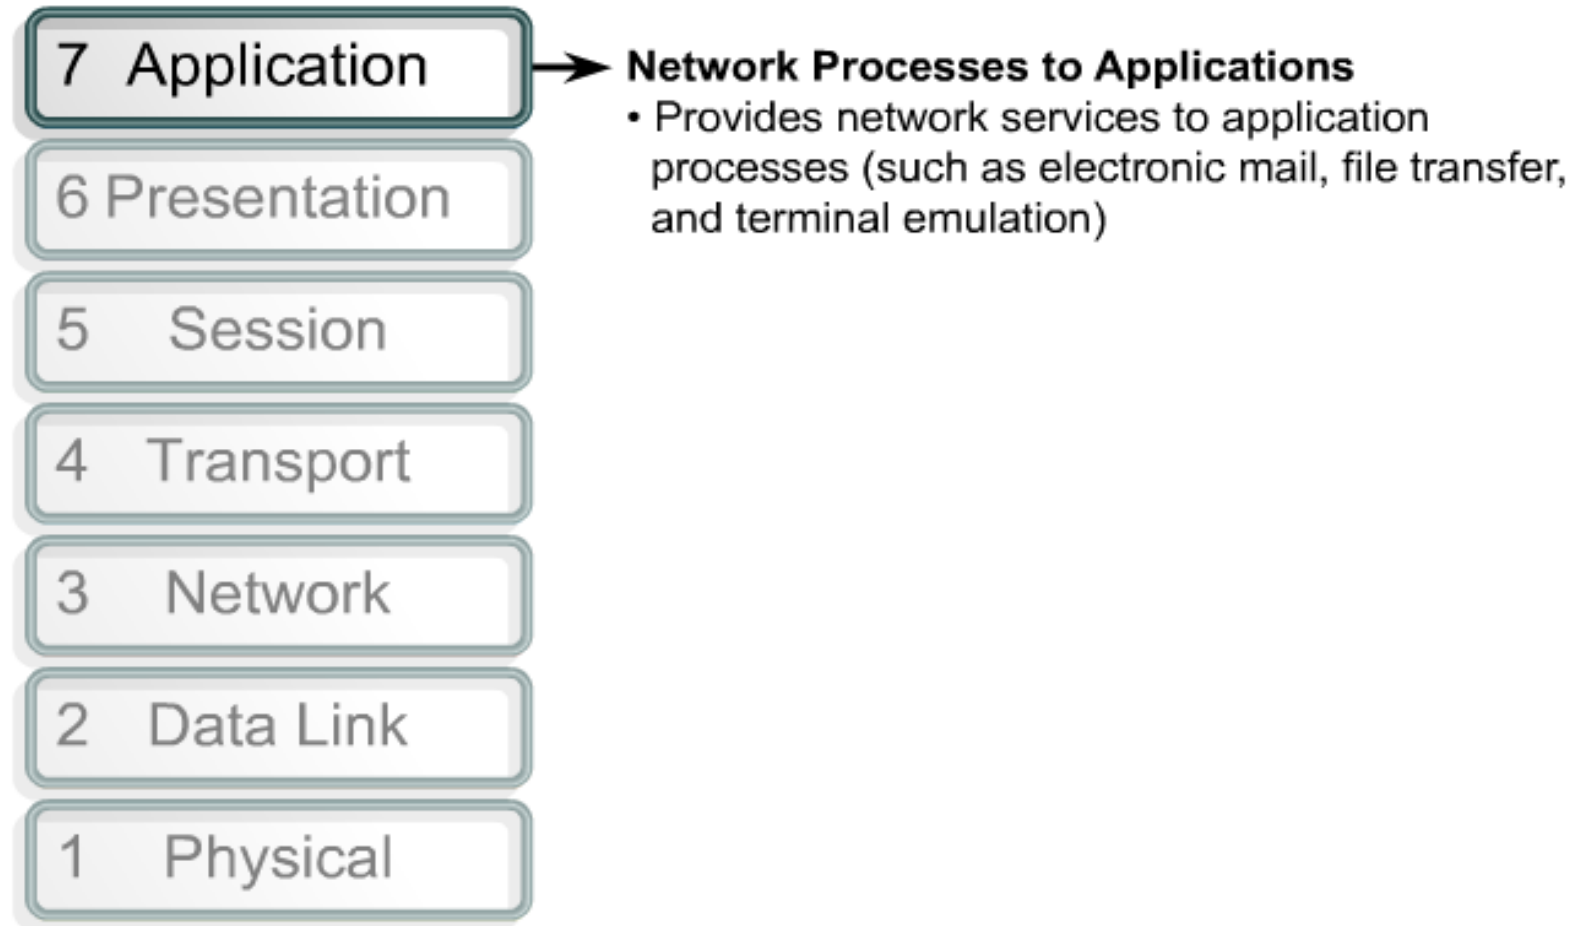 7 Application
Network Processes to Applications
• Provides network services to application
processes (such as electronic mail, file transfer,
and terminal emulation)
6 Presentation
5 Session
4 Transport
3 Network
2 Data Link
1 Physical